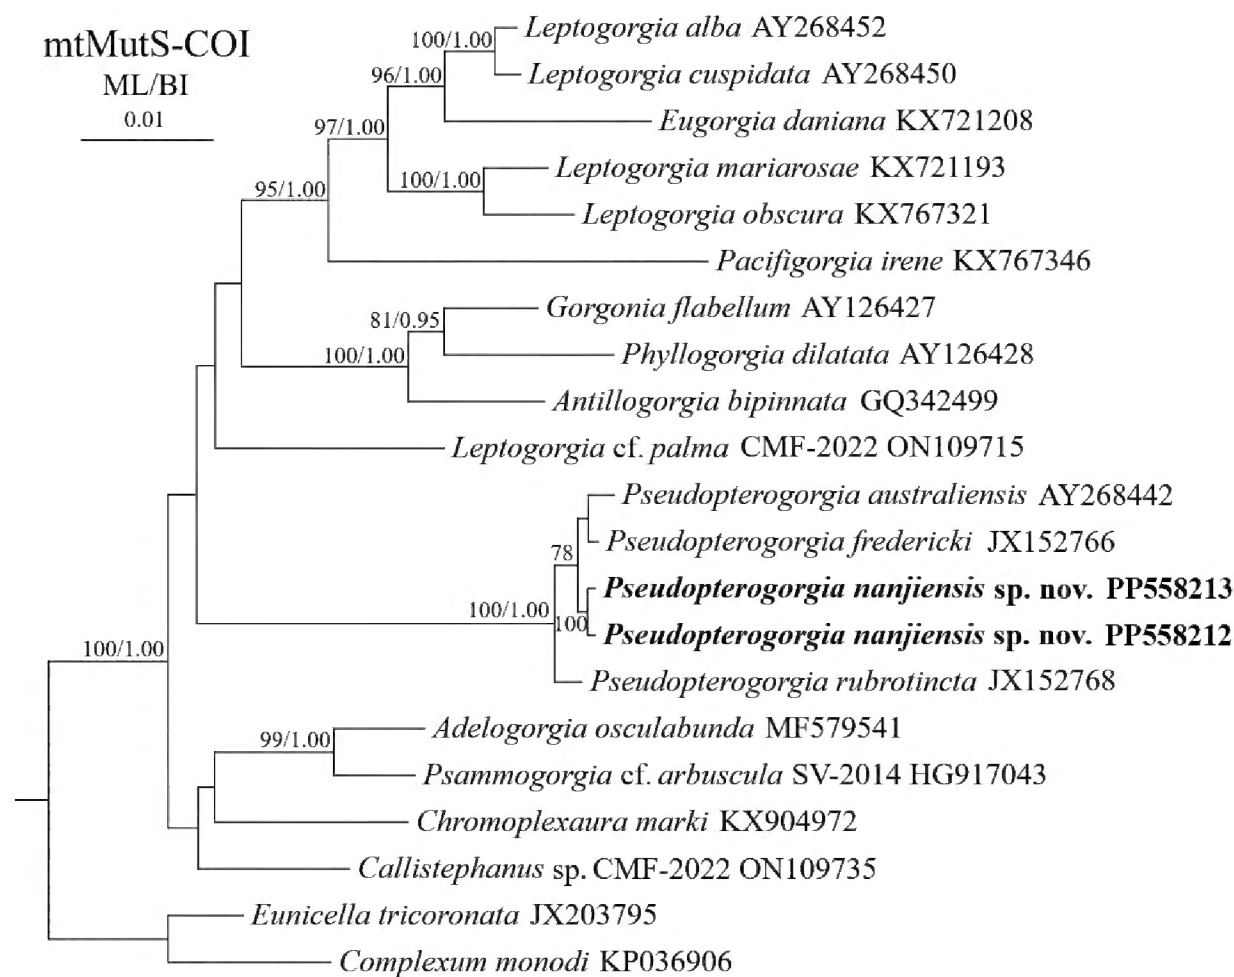 mtMutS-COI
ML/BI
0.01
100/1.00
Leptogorgia alba AY268452
96/1.00
Leptogorgia cuspidata AY268450
97/1.00
Eugorgia daniana KX721208
95/1.00
100/1.00
Leptogorgia mariarosae KX721193
Leptogorgia obscura KX767321
Pacifigorgia irene KX767346
81/0.95
Gorgonia flabellum AY126427
100/1.00
Phyllogorgia dilatata AY126428
Antillogorgia bipinnata GQ342499
Leptogorgia cf. palma CMF-2022 ON109715
Pseudopterogorgia australiensis AY268442
78
Pseudopterogorgia fredericki JX152766
100/1.00
Pseudopterogorgia nanjiensis sp. nov. PP558213
100
Pseudopterogorgia nanjiensis sp. nov. PP558212
100/1.00
Pseudopterogorgia rubrotincta JX152768
99/1.00
Adelogorgia osculabunda MF579541
Psammogorgia cf. arbuscula SV-2014 HG917043
Chromoplexaura marki KX904972
Callistephanus sp. CMF-2022 ON109735
Eunicella tricoronata JX203795
Complexum monodi KP036906